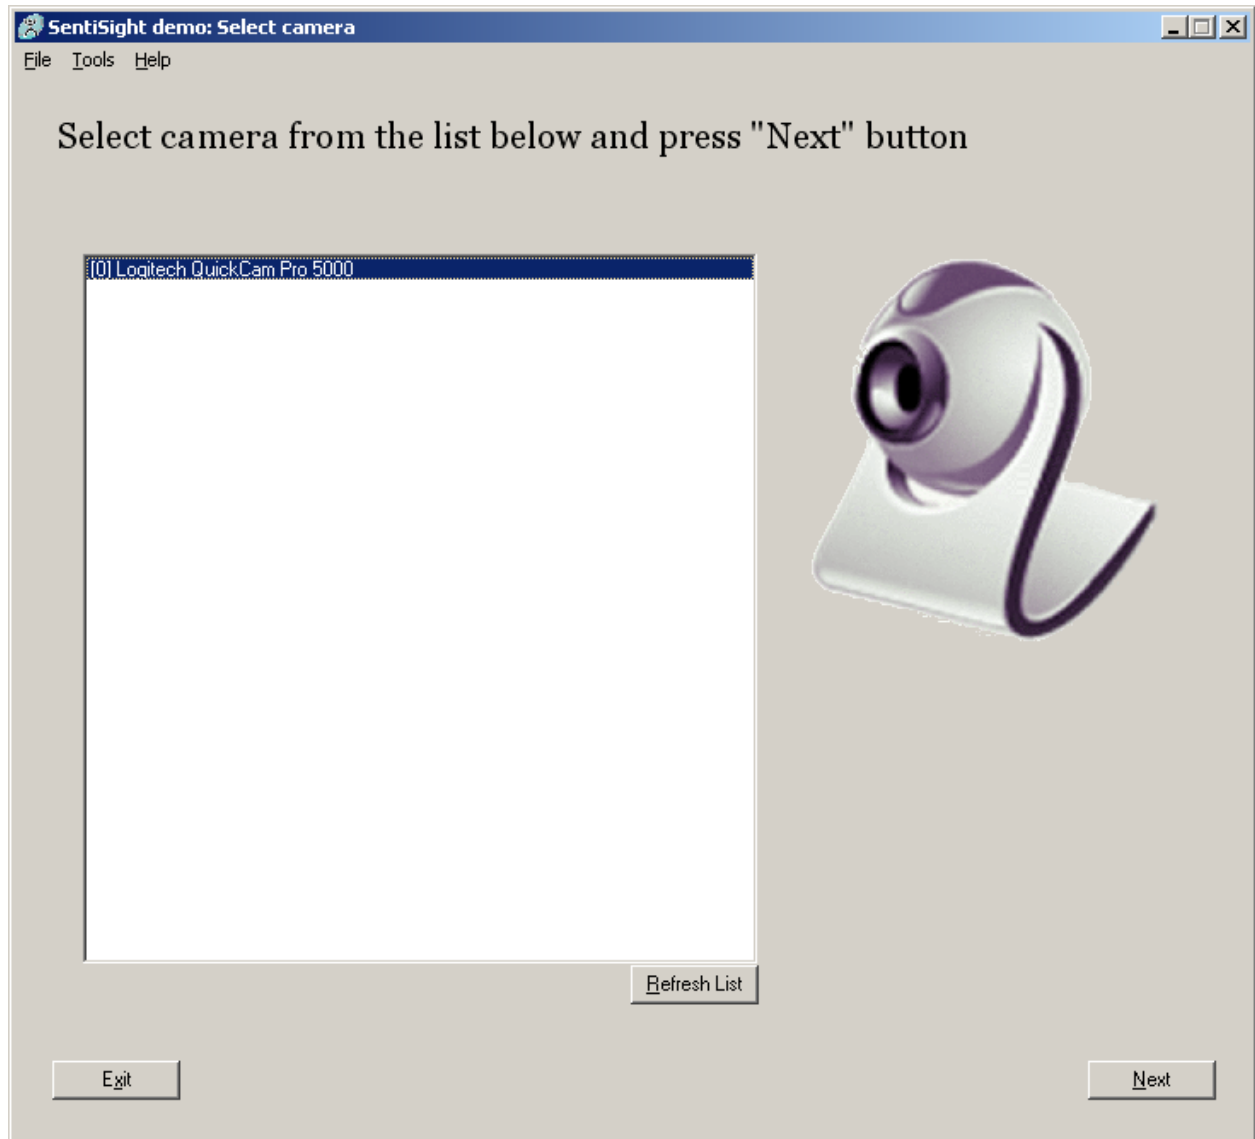 SentiSight demo: Select camera
File Tools Help
Select camera from the list below and press "Next" button
[0] Logitech QuickCam Pro 5000
Refresh List
Exit Next